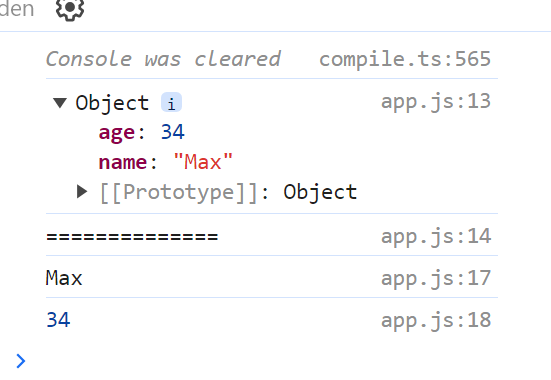 den
Console was cleared compile.ts:565
Object i app.js:13
age: 34
name: "Max"
[[Prototype]]: Object
============== app.js:14
Max app.js:17
34 app.js:18